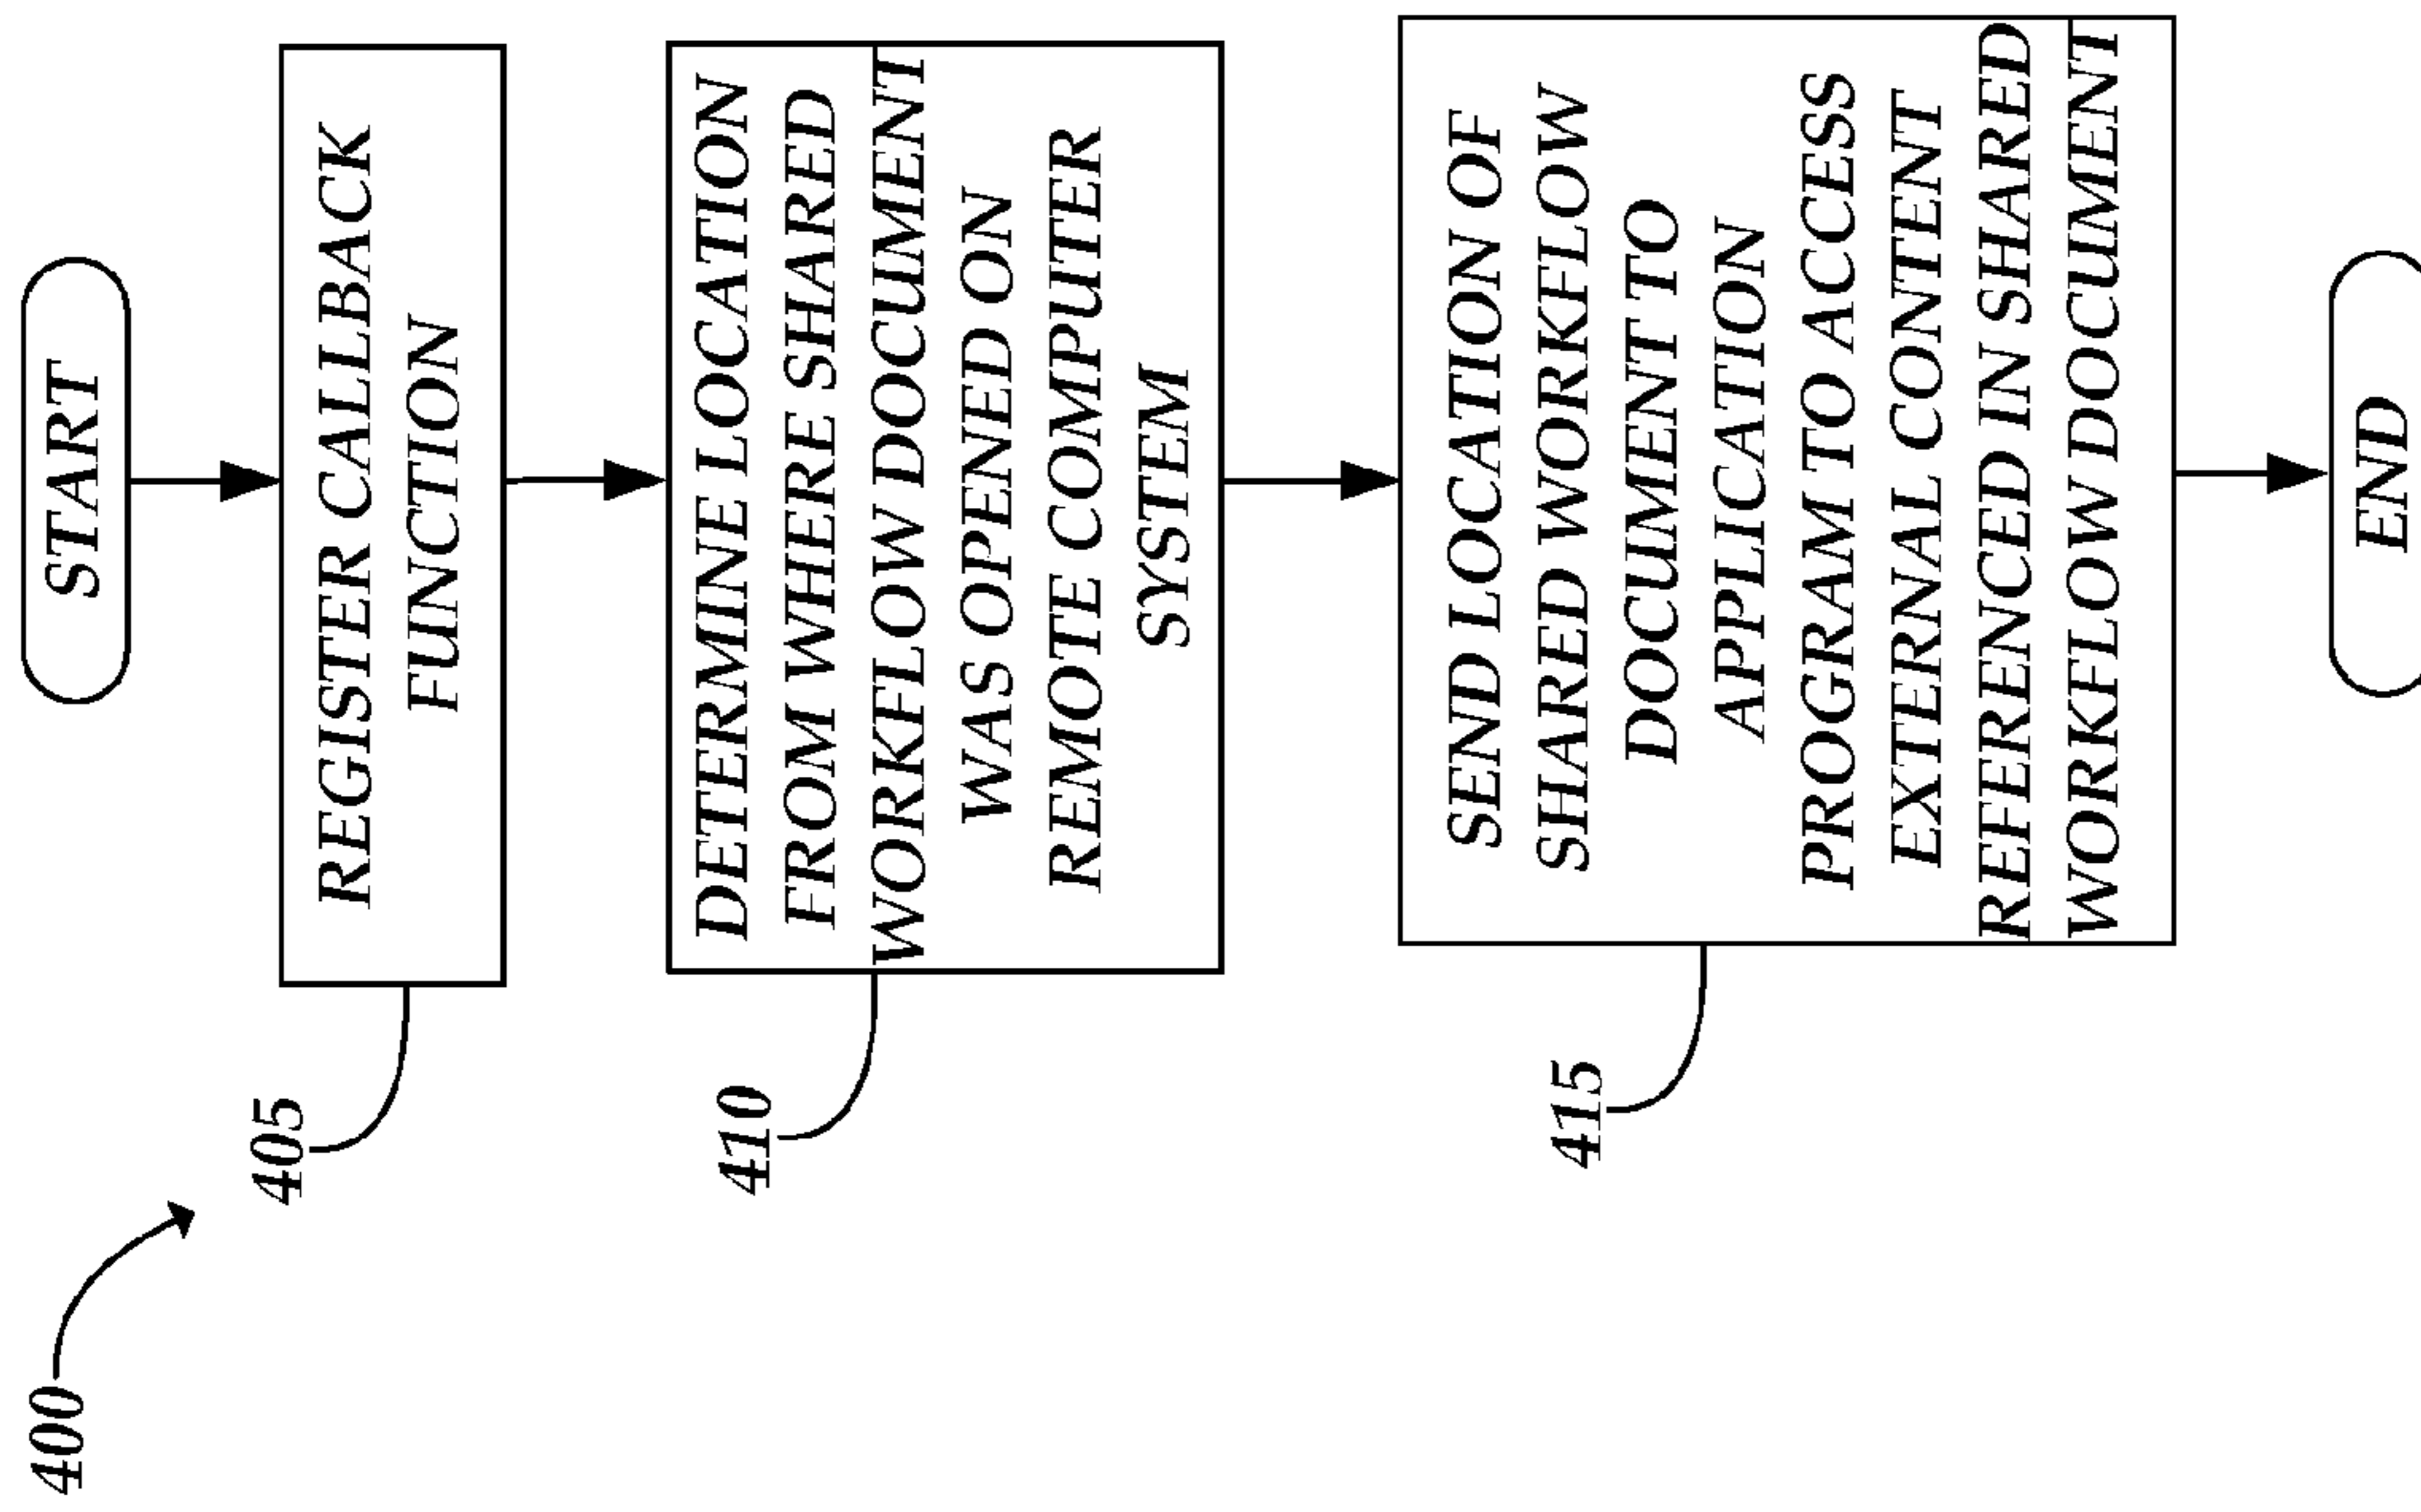 400
START
405
REGISTER CALLBACK
FUNCTION
410
DETERMINE LOCATION
FROM WHERE SHARED
WORKFLOW DOCUMENT
WAS OPENED ON
REMOTE COMPUTER
SYSTEM
415
SEND LOCATION OF
SHARED WORKFLOW
DOCUMENT TO
APPLICATION
PROGRAM TO ACCESS
EXTERNAL CONTENT
REFERENCED IN SHARED
WORKFLOW DOCUMENT
END